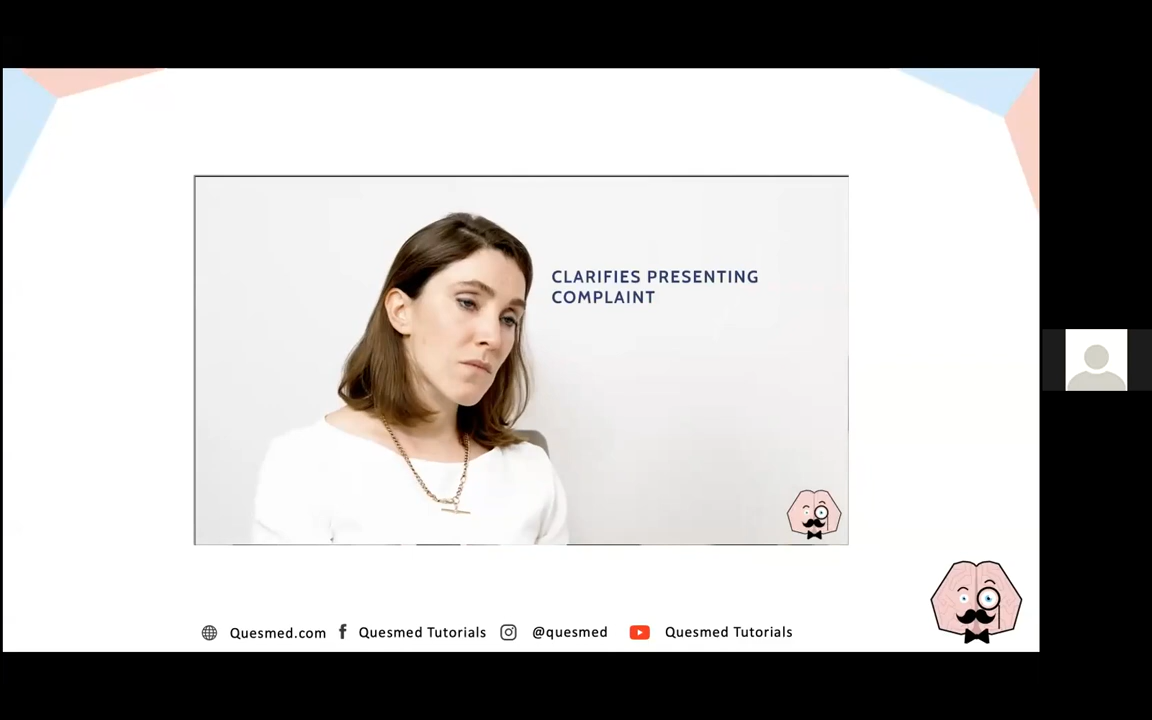 CLARIFIES PRESENTING
COMPLAINT
Quesmed.com Quesmed Tutorials @quesmed Quesmed Tutorials